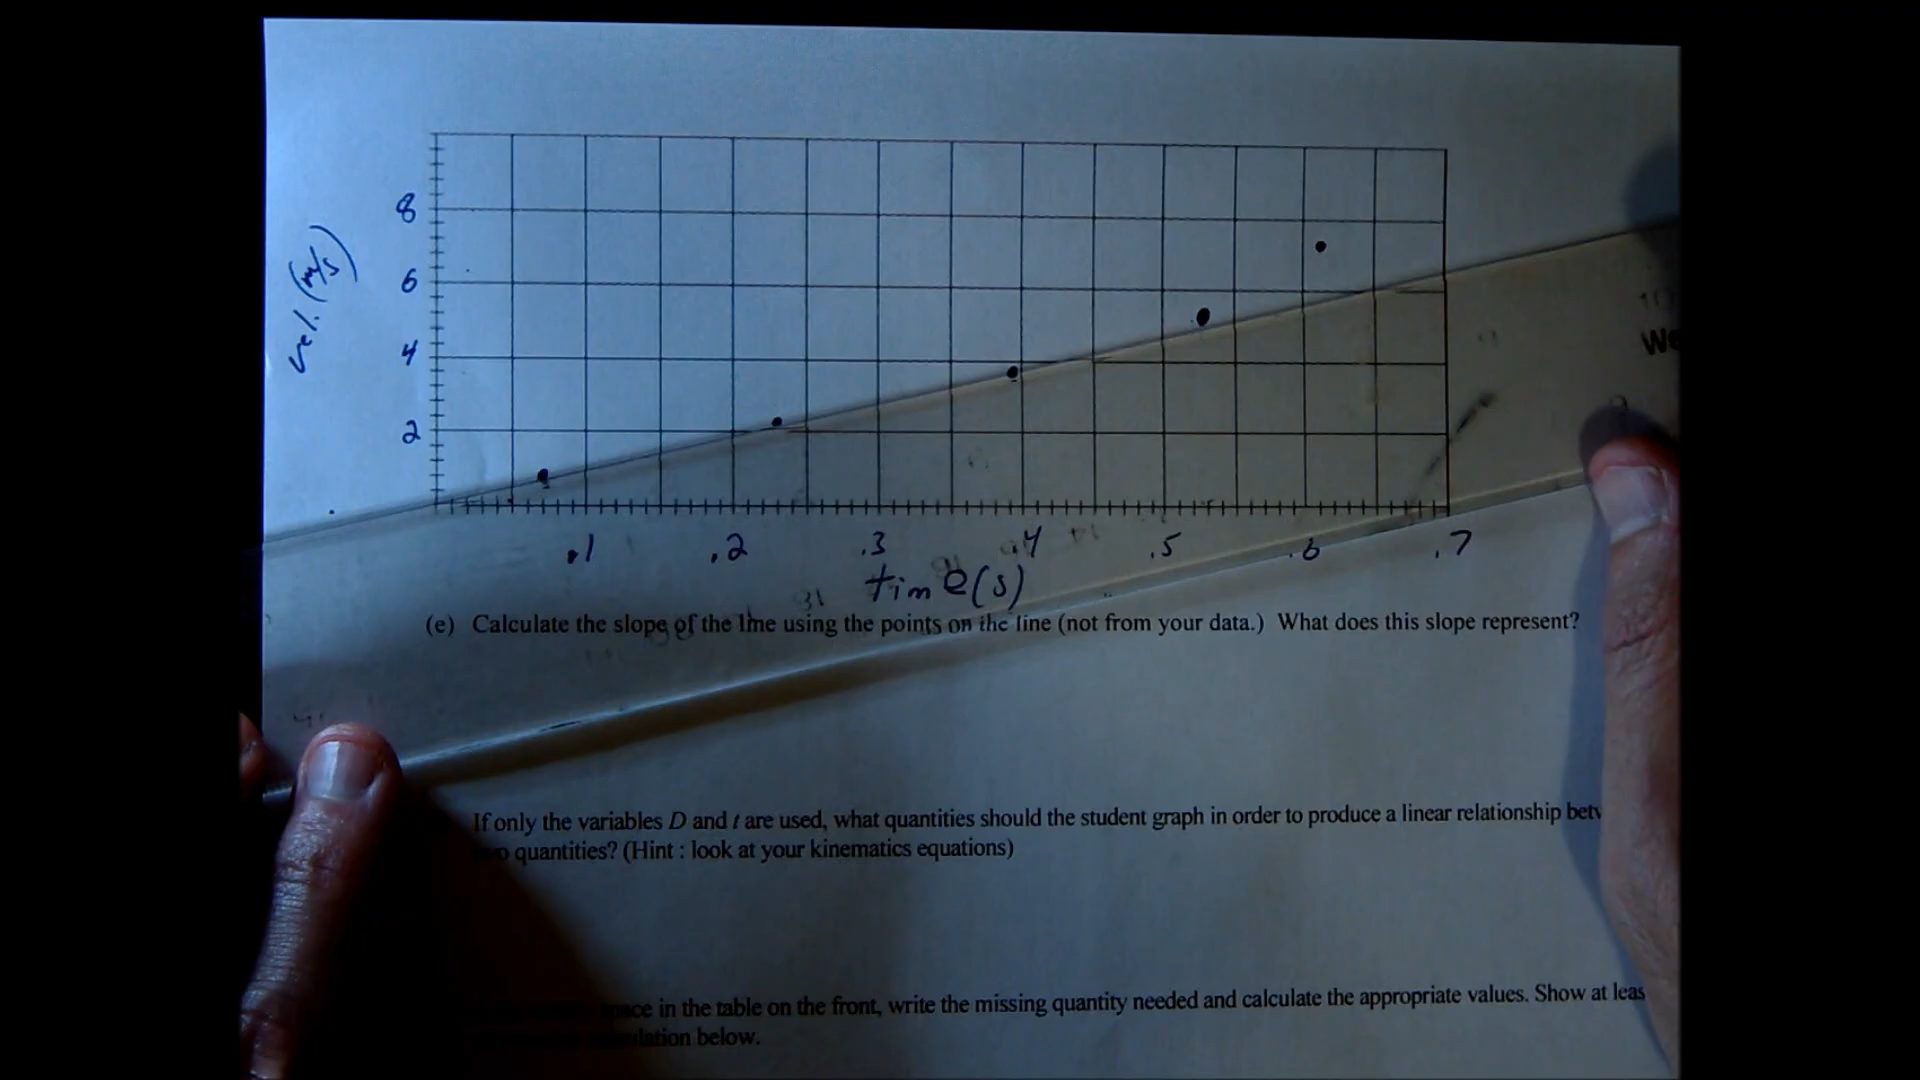 8
6
4
2
vel. (m/s)
.1 .2 .3 .4 .5 .6 .7
time(s)
(e) Calculate the slope of the line using the points on the line (not from your data.) What does this slope represent?
If only the variables D and t are used, what quantities should the student graph in order to produce a linear relationship
quantities? (Hint : look at your kinematics equations)
in the table on the front, write the missing quantity needed and calculate the appropriate values. Show at
below.